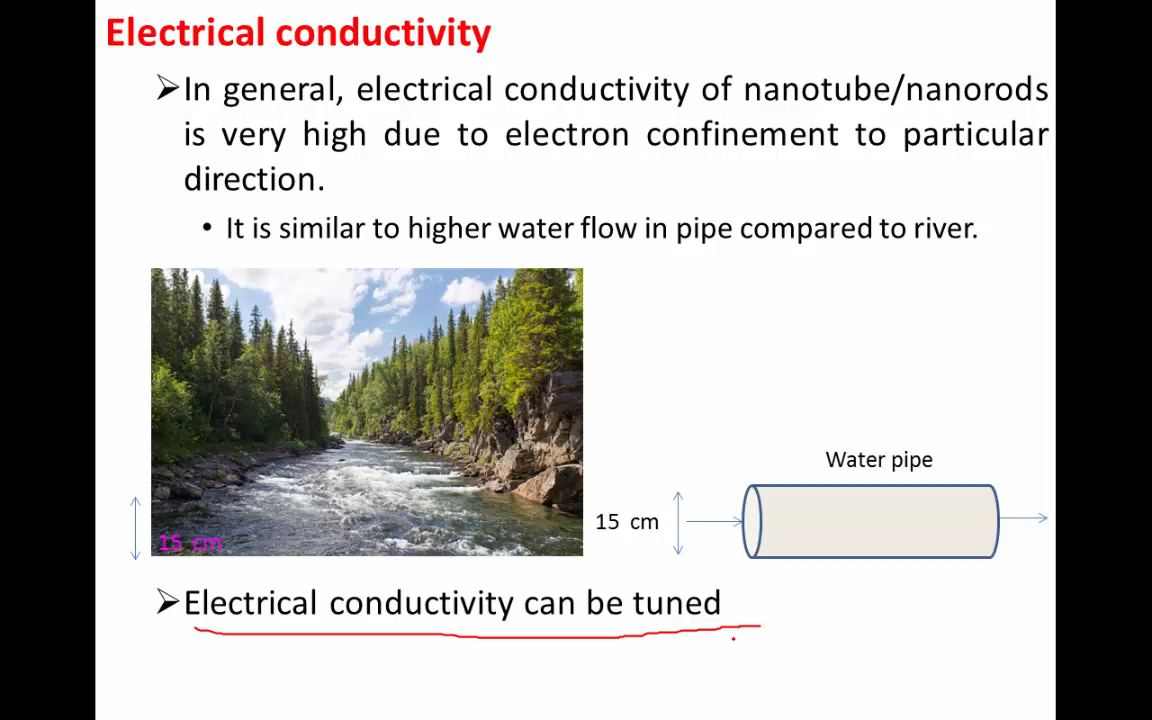 Electrical conductivity
➢In general, electrical conductivity of nanotube/nanorods
is very high due to electron confinement to particular
direction.
• It is similar to higher water flow in pipe compared to river.
Water pipe
15 cm
15 cm
➢Electrical conductivity can be tuned